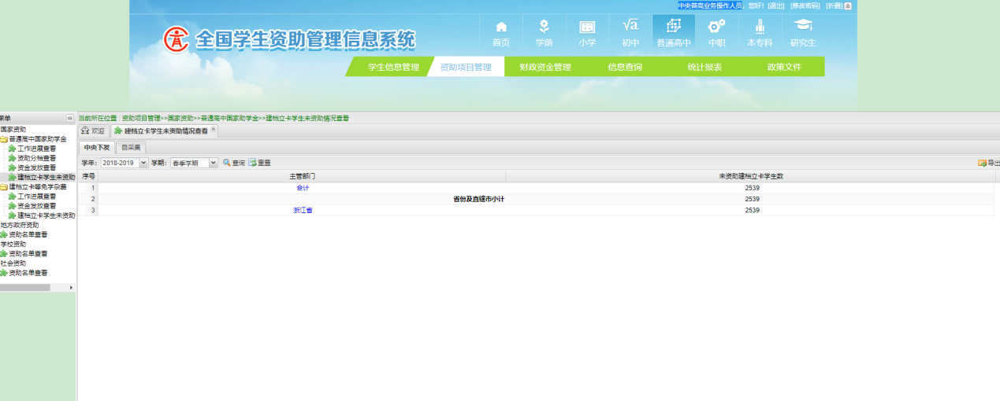 中央普高业务操作人员，您好！ [退出] [修改密码] [折叠]
全国学生资助管理信息系统
首页 学前 小学 初中 普通高中 中职 本专科 研究生
学生信息管理 资助项目管理 财政资金管理 信息查询 统计报表 政策文件
菜单
当前所在位置：资助项目管理>>国家资助>>普通高中国家助学金>>建档立卡学生未资助情况查看
国家资助
普通高中国家助学金
工作进展查看
资助分档查看
资金发放查看
建档立卡学生未资助
建档立卡等免学杂费
工作进展查看
资金发放查看
建档立卡学生未资助
地方政府资助
资助名单查看
学校资助
资助名单查看
社会资助
资助名单查看
欢迎 建档立卡学生未资助情况查看
中央下发 自采集
学年： 2018-2019 学期： 春季学期 查询 重置 导出
序号 主管部门 未资助建档立卡学生数
1 合计 2539
2 省份及直辖市小计 2539
3 浙江省 2539